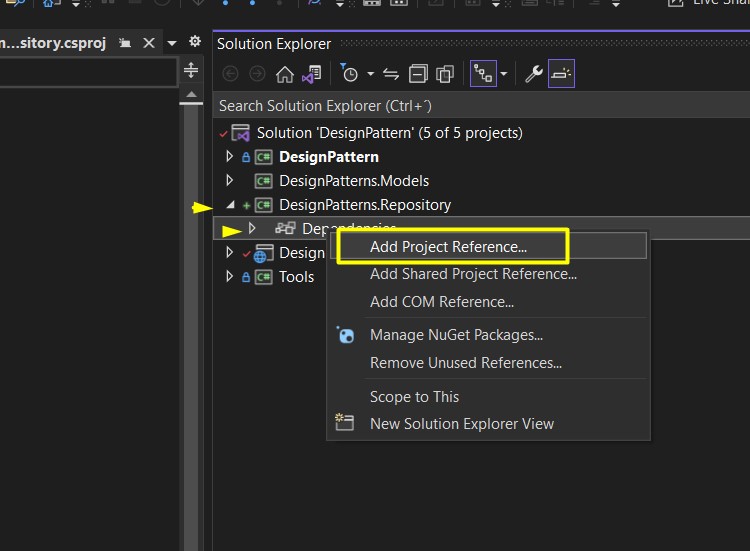 Live Shar
...sitory.csproj
Solution Explorer
Search Solution Explorer (Ctrl+´)
Solution 'DesignPattern' (5 of 5 projects)
C# DesignPattern
C# DesignPatterns.Models
C# DesignPatterns.Repository
Dependencies
Design
C# Tools
Add Project Reference...
Add Shared Project Reference...
Add COM Reference...
Manage NuGet Packages...
Remove Unused References...
Scope to This
New Solution Explorer View